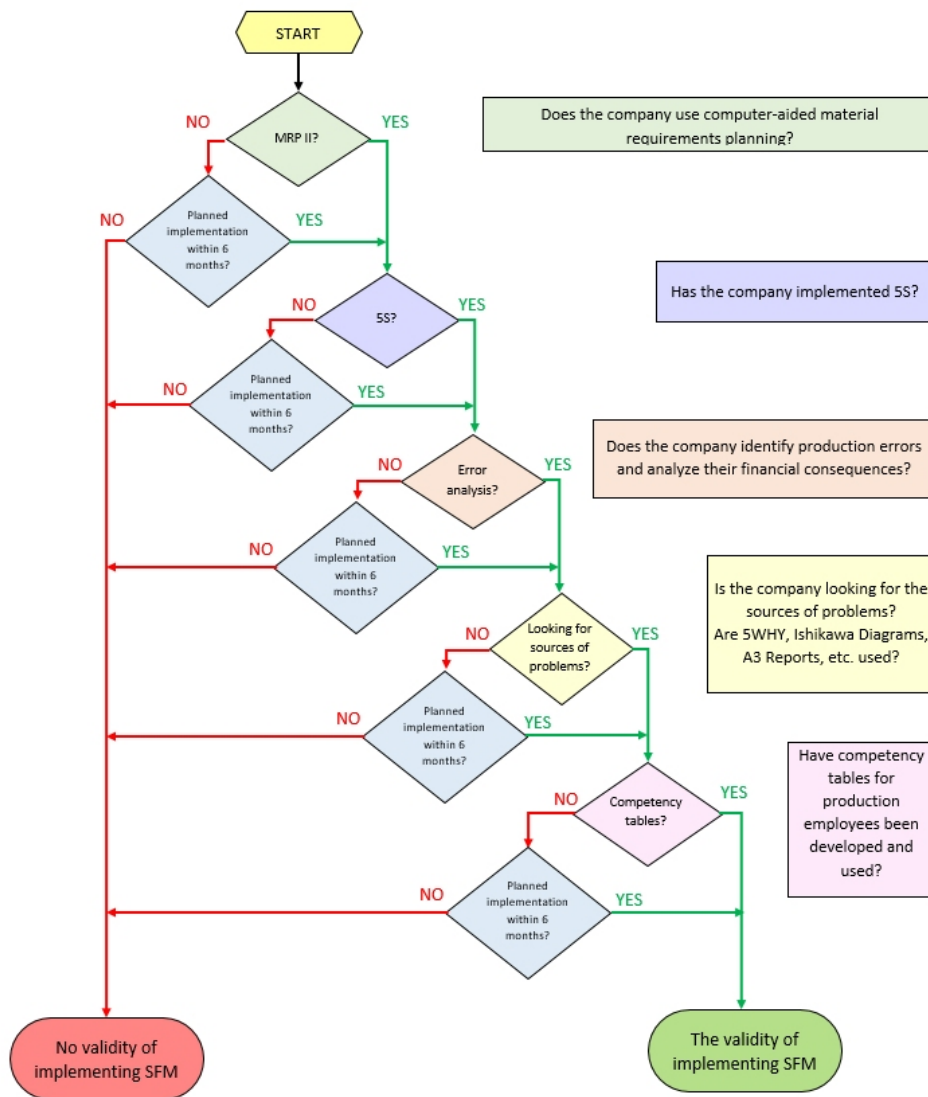 START
NO
YES
MRP II?
Does the company use computer-aided material
requirements planning?
NO
Planned
implementation
within 6
months?
YES
Has the company implemented 5S?
NO
5S?
YES
NO
Planned
implementation
within 6
months?
YES
Does the company identify production errors
and analyze their financial consequences?
NO
Error
analysis?
YES
NO
Planned
implementation
within 6
months?
YES
Is the company looking for the
sources of problems?
Are 5WHY, Ishikawa Diagrams,
A3 Reports, etc. used?
NO
Looking for
sources of
problems?
YES
NO
Planned
implementation
within 6
months?
YES
Have competency
tables for
production
employees been
developed and
used?
NO
Competency
tables?
YES
NO
Planned
implementation
within 6
months?
YES
No validity of
implementing SFM
The validity of
implementing SFM